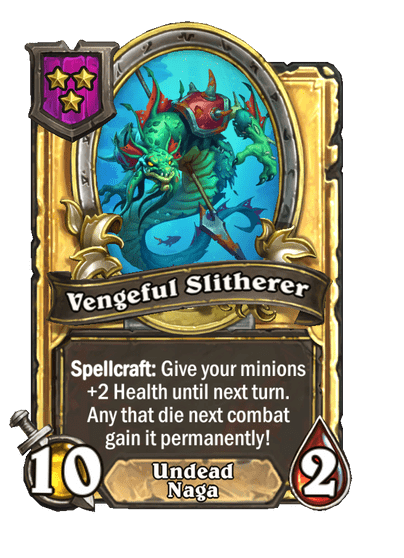 Vengeful Slitherer
Spellcraft: Give your minions
+2 Health until next turn.
Any that die next combat
gain it permanently!
10
Undead
Naga
2